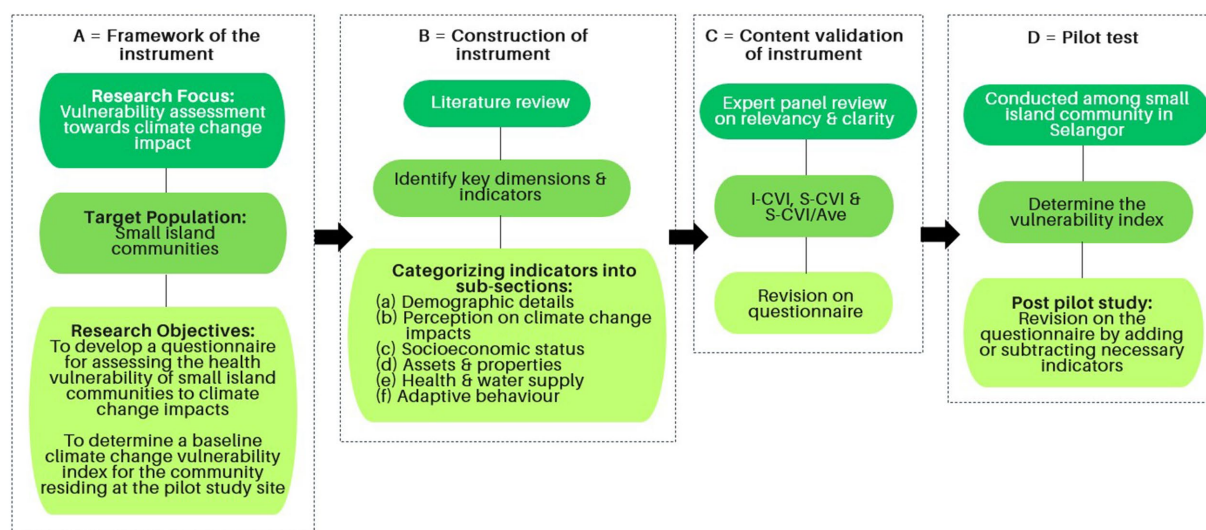 A = Framework of the
instrument
Research Focus:
Vulnerability assessment
towards climate change
impact
Target Population:
Small island
communities
Research Objectives:
To develop a questionnaire
for assessing the health
vulnerability of small island
communities to climate
change impacts
To determine a baseline
climate change vulnerability
index for the community
residing at the pilot study site
B = Construction of
instrument
Literature review
Identify key dimensions &
indicators
Categorizing indicators into
sub-sections:
(a) Demographic details
(b) Perception on climate change
impacts
(c) Socioeconomic status
(d) Assets & properties
(e) Health & water supply
(f) Adaptive behaviour
C = Content validation
of instrument
Expert panel review
on relevancy & clarity
I-CVI, S-CVI &
S-CVI/Ave
Revision on
questionnaire
D = Pilot test
Conducted among small
island community in
Selangor
Determine the
vulnerability index
Post pilot study:
Revision on the
questionnaire by adding
or subtracting necessary
indicators